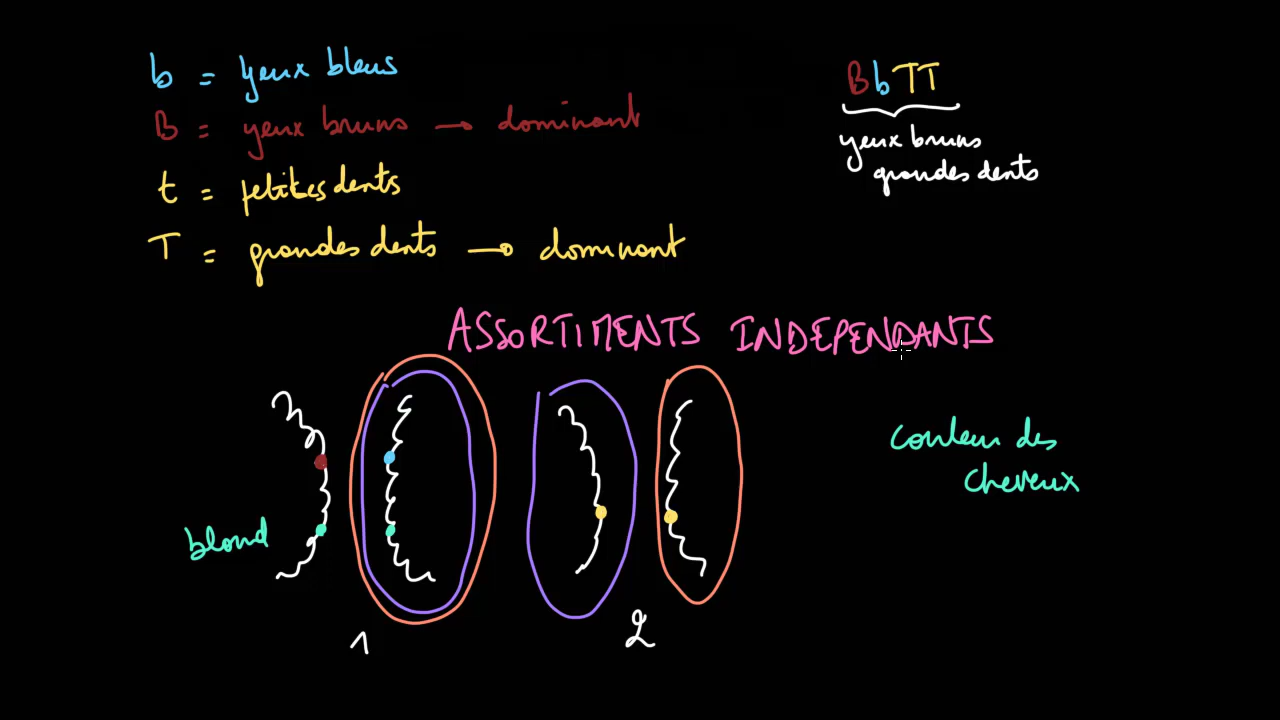 b = yeux bleus
B = yeux bruns → dominant
t = petites dents
T = grandes dents → dominant
BbTT
yeux bruns
grandes dents
ASSORTIMENTS INDEPENDANTS
couleur des
cheveux
blond
1
2